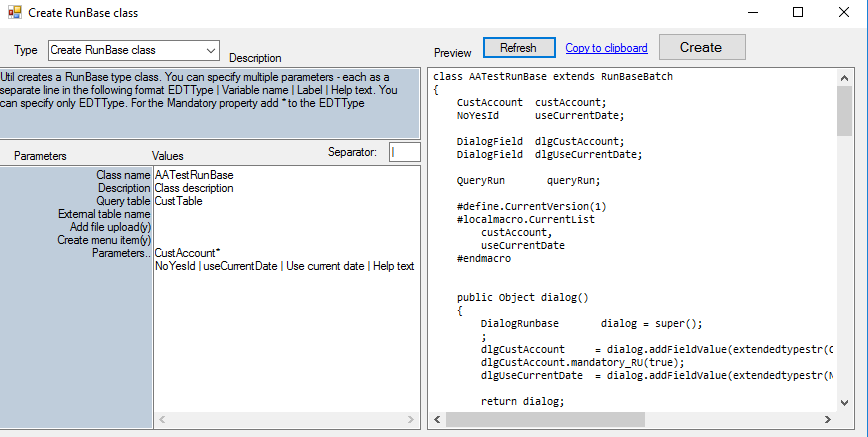 Create RunBase class
Type
Create RunBase class
Description
Preview
Refresh
Copy to clipboard
Create
Util creates a RunBase type class. You can specify multiple parameters - each as a
separate line in the following format EDTType | Variable name | Label | Help text. You
can specify only EDTType. For the Mandatory property add * to the EDTType
Parameters
Values
Separator:
|
Class name AATestRunBase
Description Class description
Query table CustTable
External table name
Add file upload(y)
Create menu item(y)
Parameters.. CustAccount*
NoYesId | useCurrentDate | Use current date | Help text
class AATestRunBase extends RunBaseBatch
{
CustAccount custAccount;
NoYesId useCurrentDate;
DialogField dlgCustAccount;
DialogField dlgUseCurrentDate;
QueryRun queryRun;
#define.CurrentVersion(1)
#localmacro.CurrentList
custAccount,
useCurrentDate
#endmacro
public Object dialog()
{
DialogRunbase dialog = super();
;
dlgCustAccount = dialog.addFieldValue(extendedtypestr(C
dlgCustAccount.mandatory_RU(true);
dlgUseCurrentDate = dialog.addFieldValue(extendedtypestr(N
return dialog;